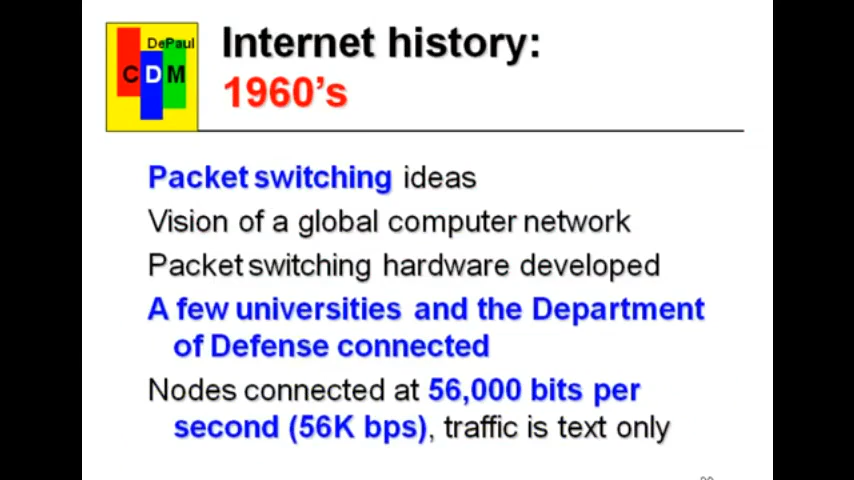 DePaul
CDM
Internet history:
1960's
Packet switching ideas
Vision of a global computer network
Packet switching hardware developed
A few universities and the Department
of Defense connected
Nodes connected at 56,000 bits per
second (56K bps), traffic is text only